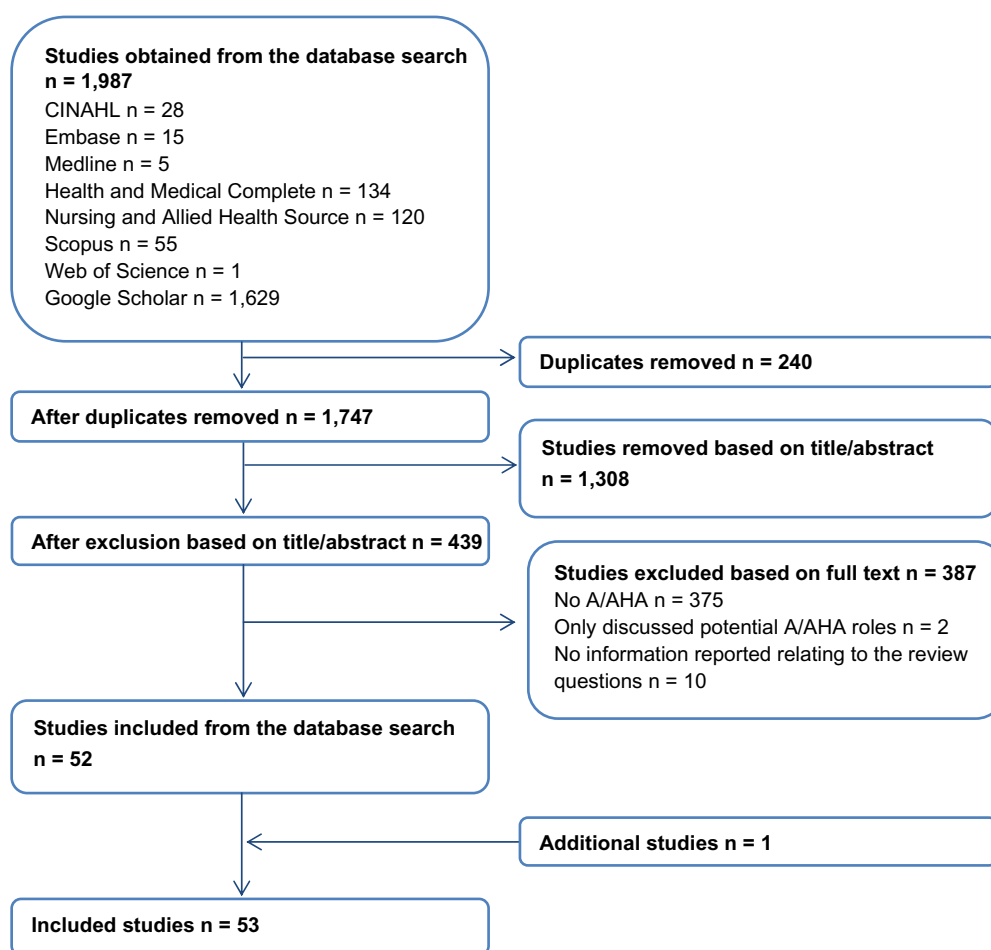 Studies obtained from the database search
n = 1,987
CINAHL n = 28
Embase n = 15
Medline n = 5
Health and Medical Complete n = 134
Nursing and Allied Health Source n = 120
Scopus n = 55
Web of Science n = 1
Google Scholar n = 1,629
Duplicates removed n = 240
After duplicates removed n = 1,747
Studies removed based on title/abstract
n = 1,308
After exclusion based on title/abstract n = 439
Studies excluded based on full text n = 387
No A/AHA n = 375
Only discussed potential A/AHA roles n = 2
No information reported relating to the review
questions n = 10
Studies included from the database search
n = 52
Additional studies n = 1
Included studies n = 53